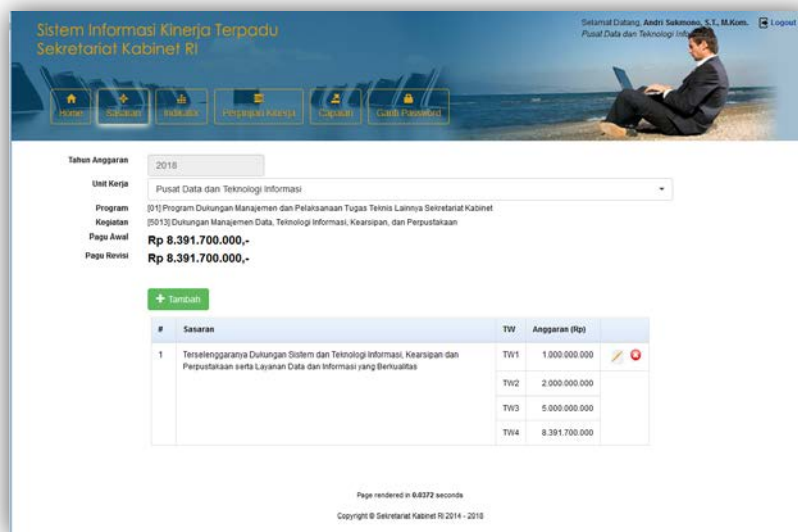 Sistem Informasi Kinerja Terpadu
Sekretariat Kabinet RI
Selamat Datang, Andri Sukmono, S.T., M.Kom. Logout
Pusat Data dan Teknologi
Home Sasaran Indikator Perjanjian Kinerja Capaian Ganti Password
Tahun Anggaran 2018
Unit Kerja Pusat Data dan Teknologi Informasi
Program [01] Program Dukungan Manajemen dan Pelaksanaan Tugas Teknis Lainnya Sekretariat Kabinet
Kegiatan [5013] Dukungan Manajemen Data, Teknologi Informasi, Kearsipan, dan Perpustakaan
Pagu Awal Rp 8.391.700.000,-
Pagu Revisi Rp 8.391.700.000,-
Tambah
# Sasaran TW Anggaran (Rp)
1 Terselenggaranya Dukungan Sistem dan Teknologi Informasi, Kearsipan dan TW1 1.000.000.000
Perpustakaan serta Layanan Data dan Informasi yang Berkualitas
TW2 2.000.000.000
TW3 5.000.000.000
TW4 8.391.700.000
Page rendered in 0.0372 seconds
Copyright © Sekretariat Kabinet RI 2014 - 2018